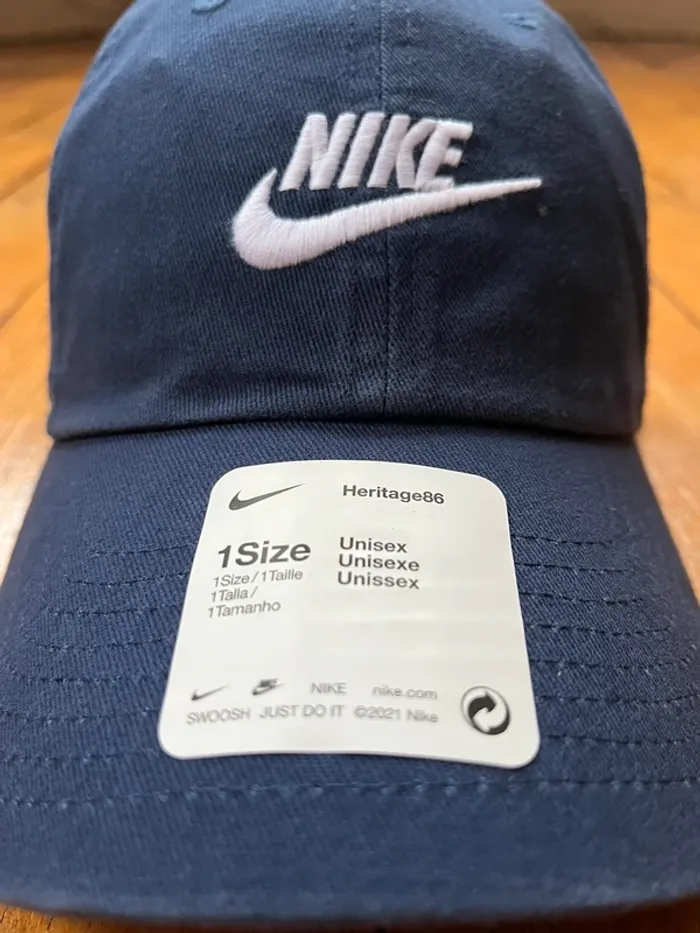 NIKE
Heritage86
1Size
1Size / 1Taille
1Talla /
1Tamanho
Unisex
Unisexe
Unissex
NIKE nike.com
SWOOSH JUST DO IT ©2021 Nike